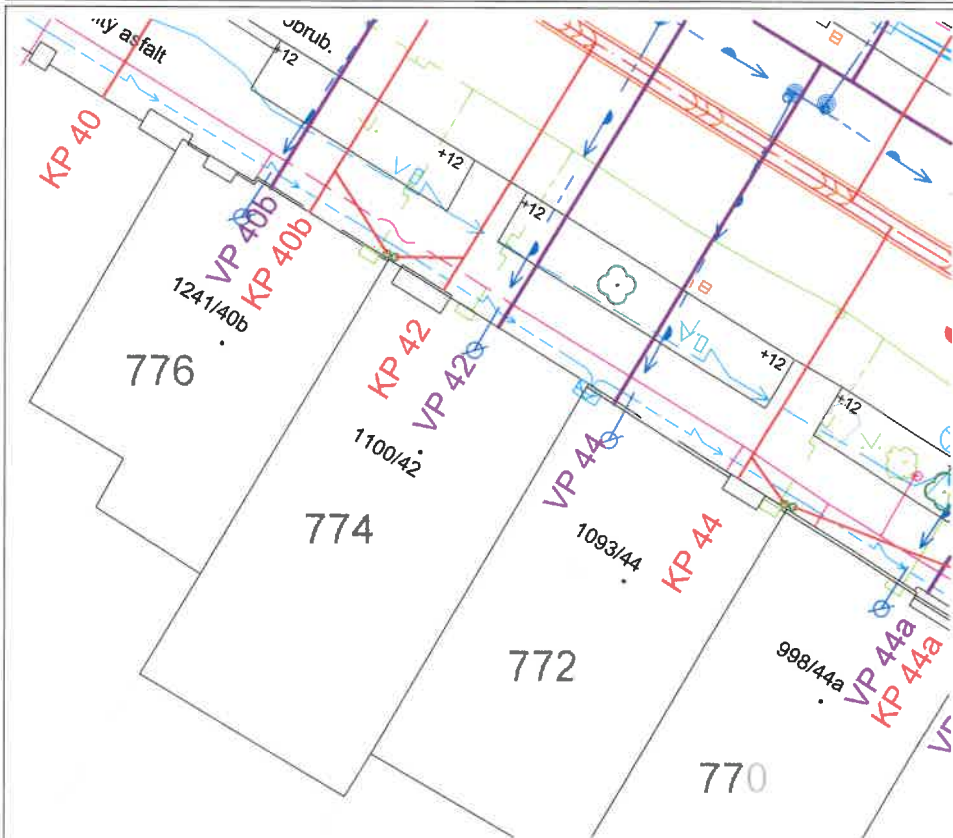 asfalt
+12
KP 40
+12
+12
VP 40b
KP 40b
1241/40b
776
KP 42
VP 42
+12
+12
1100/42
774
VP 44
KP 44
1093/44
772
998/44a
VP 44a
KP 44a
770